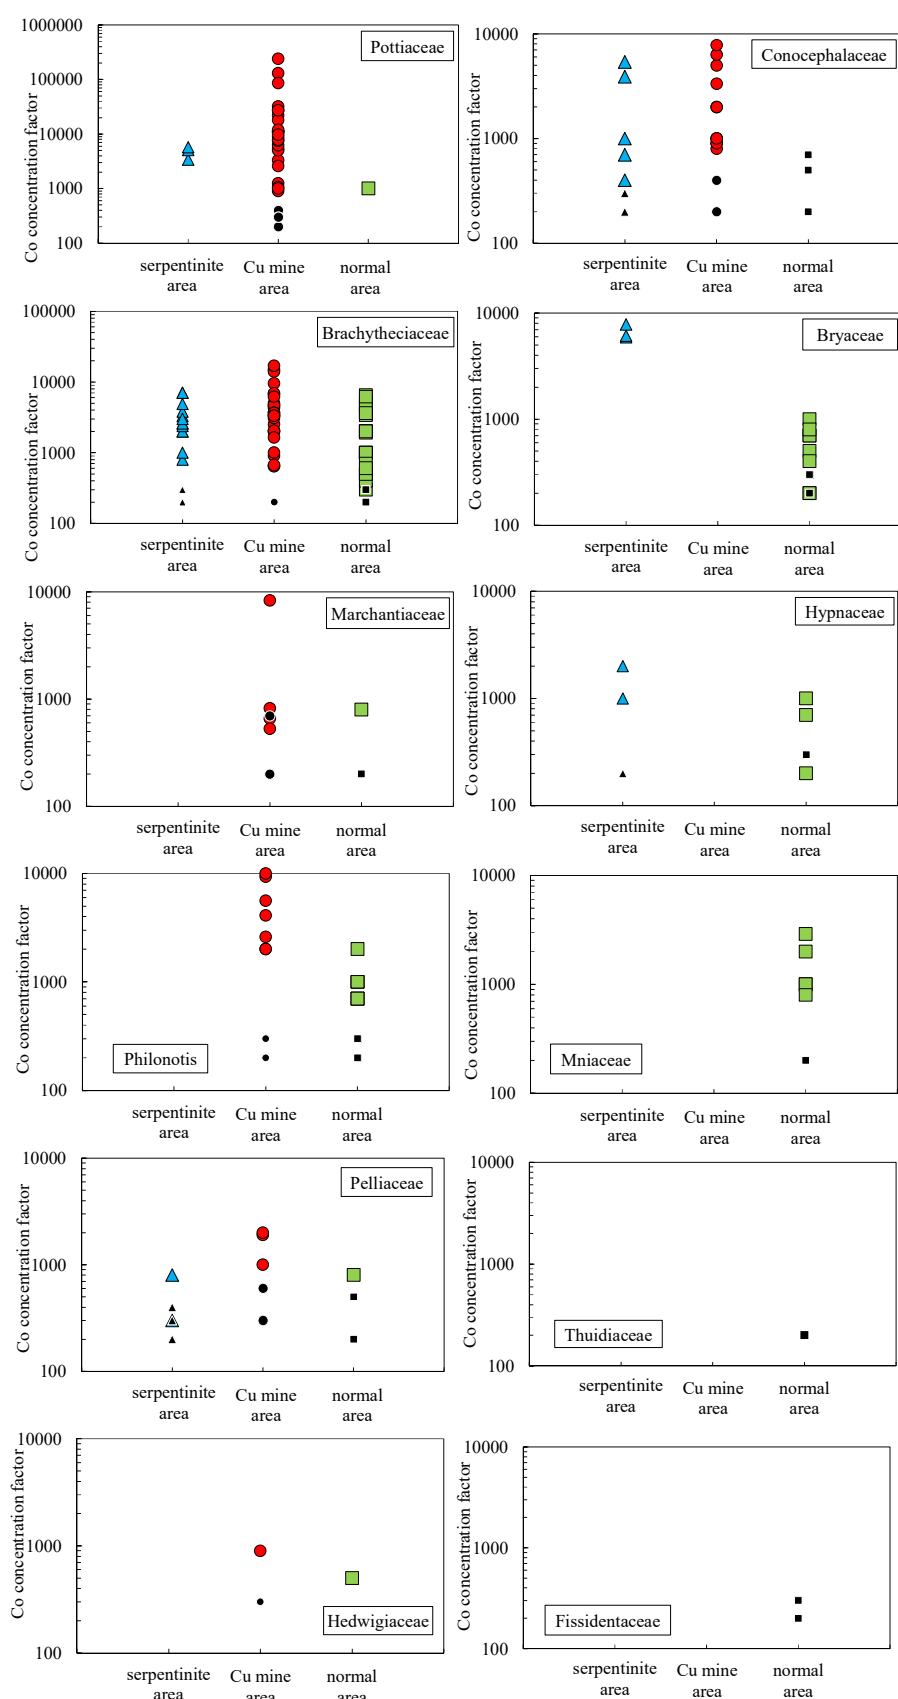 Co concentration factor
1000000
100000
10000
1000
100
Pottiaceae
serpentinite
area
Cu mine
area
normal
area
Co concentration factor
10000
1000
100
Conocephalaceae
serpentinite
area
Cu mine
area
normal
area
Co concentration factor
100000
10000
1000
100
Brachytheciaceae
serpentinite
area
Cu mine
area
normal
area
Co concentration factor
10000
1000
100
Bryaceae
serpentinite
area
Cu mine
area
normal
area
Co concentration factor
10000
1000
100
Marchantiaceae
serpentinite
area
Cu mine
area
normal
area
Co concentration factor
10000
1000
100
Hypnaceae
serpentinite
area
Cu mine
area
normal
area
Co concentration factor
10000
1000
100
Philonotis
serpentinite
area
Cu mine
area
normal
area
Co concentration factor
10000
1000
100
Mniaceae
serpentinite
area
Cu mine
area
normal
area
Co concentration factor
10000
1000
100
Pelliaceae
serpentinite
area
Cu mine
area
normal
area
Co concentration factor
10000
1000
100
Thuidiaceae
serpentinite
area
Cu mine
area
normal
area
Co concentration factor
10000
1000
100
Hedwigiaceae
serpentinite
area
Cu mine
area
normal
area
Co concentration factor
10000
1000
100
Fissidentaceae
serpentinite
area
Cu mine
area
normal
area